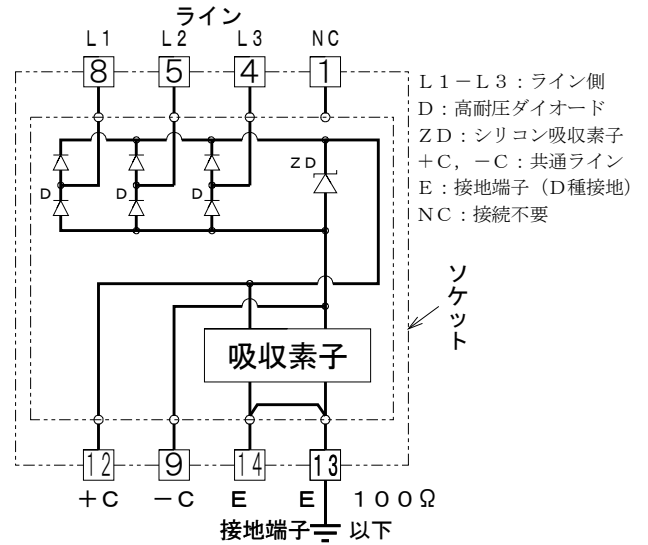 ライン
L1 L2 L3 NC
8 5 4 1
L1－L3：ライン側
D：高耐圧ダイオード
ZD：シリコン吸収素子
＋C，－C：共通ライン
E：接地端子（D種接地）
NC：接続不要
ZD
D D D
ソケット
吸収素子
12 9 14 13
＋C －C E E 100Ω
接地端子 以下